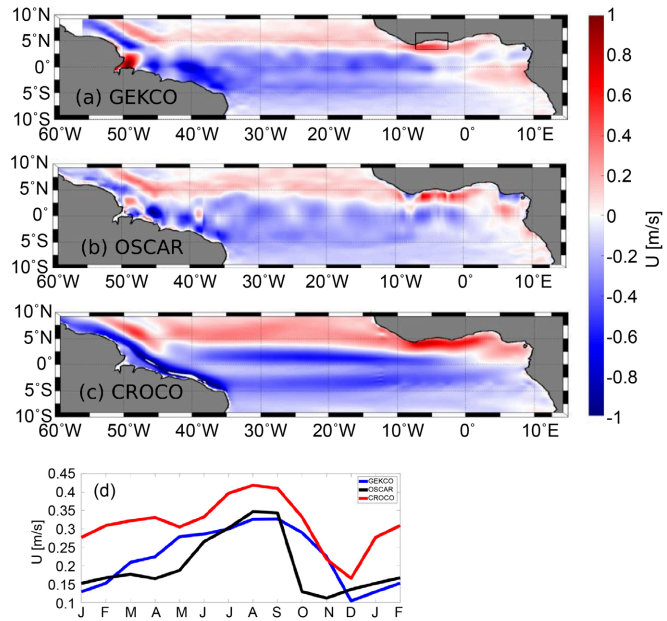 10°N
5°N
0°C
5°S
(a) GEKCO
10°S
60°W 50°W 40°W 30°W 20°W 10°W 0° 10°E
10°N
5°N
0°C
5°S
(b) OSCAR
10°S
60°W 50°W 40°W 30°W 20°W 10°W 0° 10°E
10°N
5°N
0°C
5°S
(c) CROCO
10°S
60°W 50°W 40°W 30°W 20°W 10°W 0° 10°E
1
0.8
0.6
0.4
0.2
0
-0.2
-0.4
-0.6
-0.8
-1
U [m/s]
(d)
GEKCO
OSCAR
CROCO
0.45
0.4
0.35
0.3
0.25
0.2
0.15
0.1
U [m/s]
J F M A M J J A S O N D J F